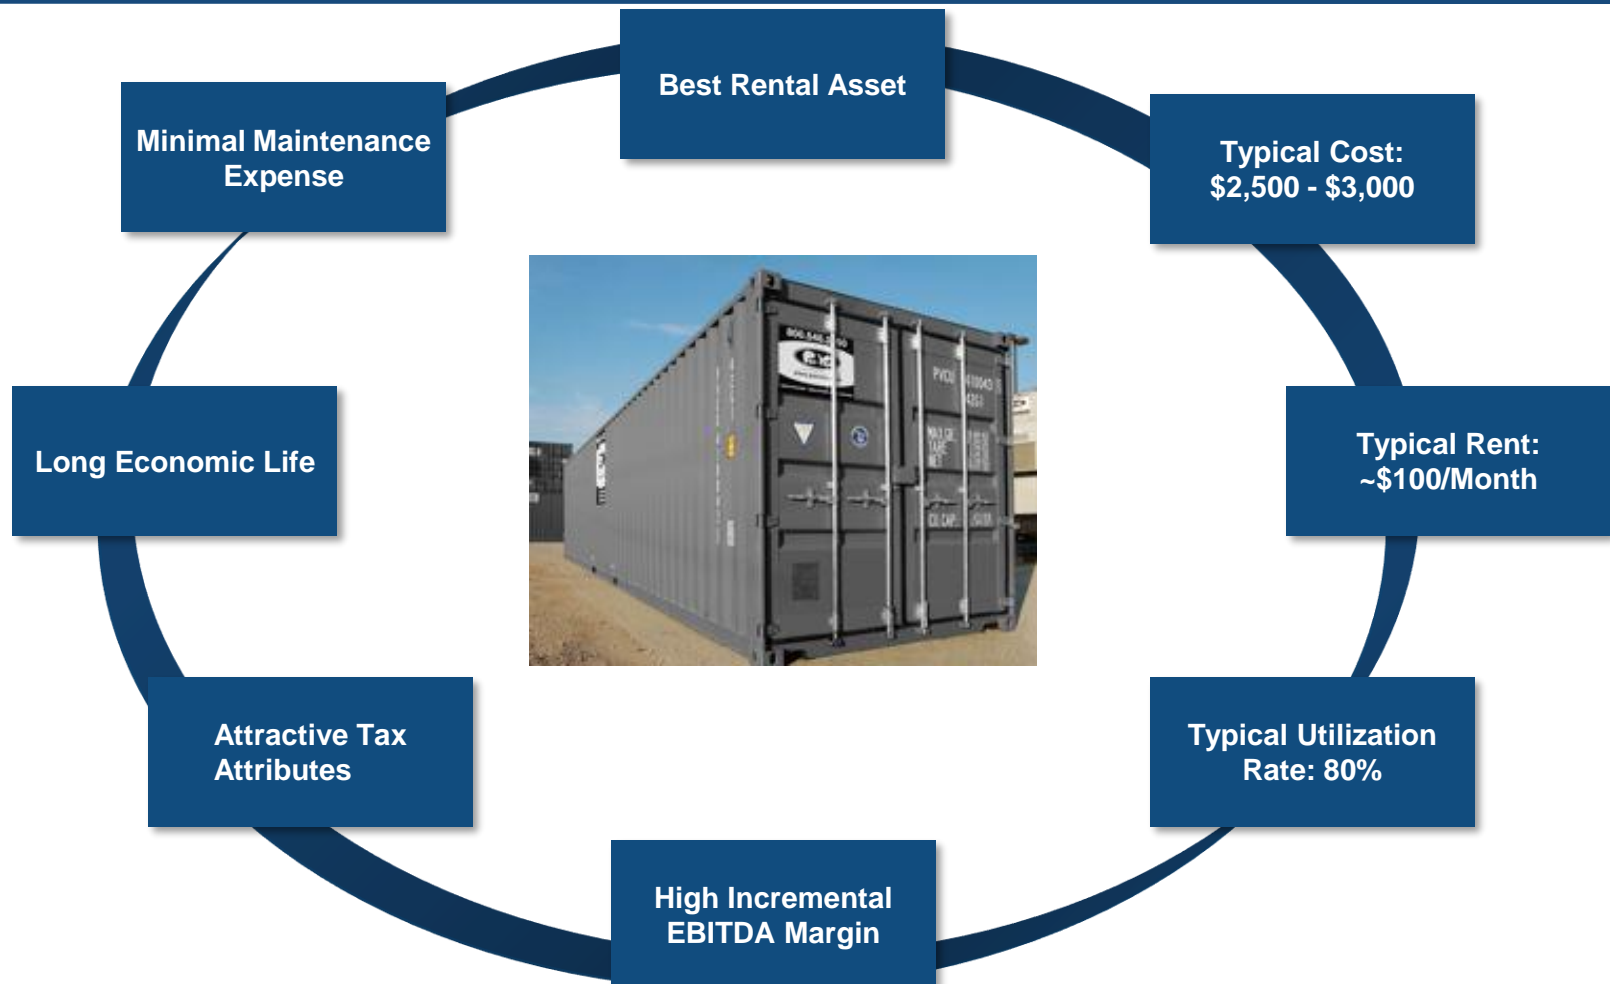 Best Rental Asset
Typical Cost:
$2,500 - $3,000
Typical Rent:
~$100/Month
Typical Utilization
Rate: 80%
High Incremental
EBITDA Margin
Attractive Tax
Attributes
Long Economic Life
Minimal Maintenance
Expense
PVCU